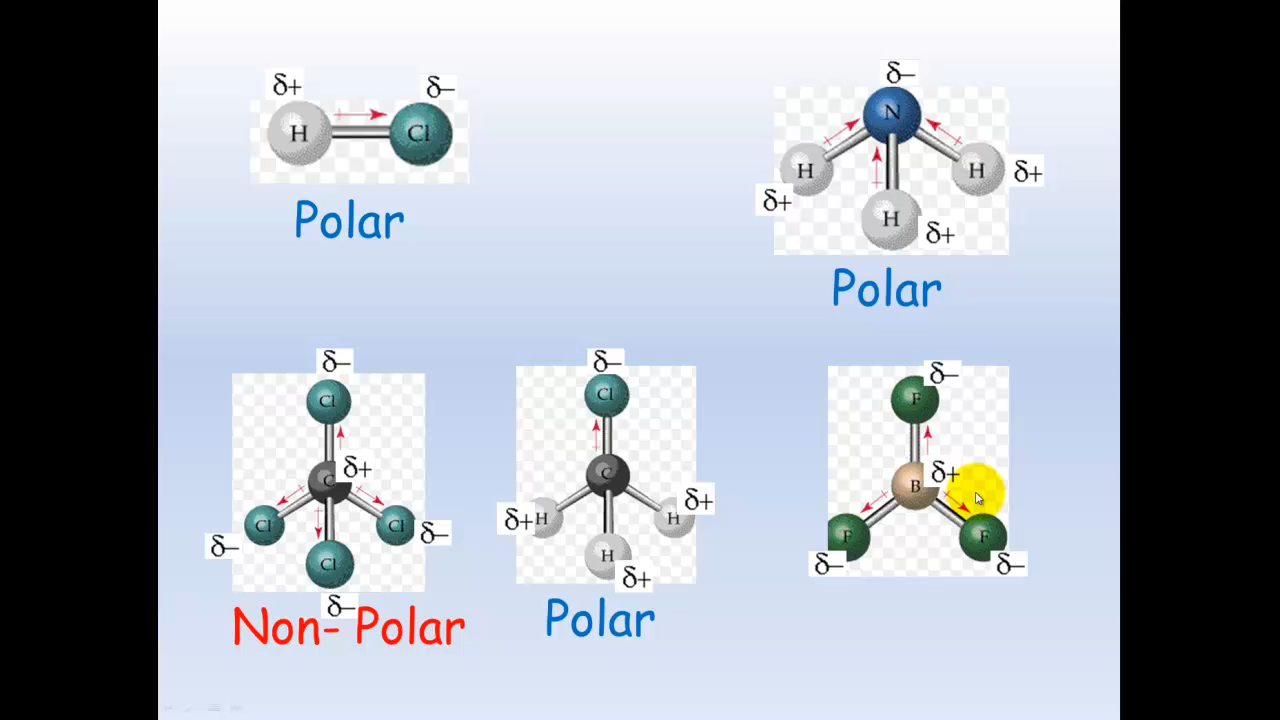 δ+ δ–
H Cl
Polar
δ–
N
H H δ+
δ+
H δ+
Polar
δ–
Cl
δ+
C
Cl Cl δ–
δ–
Cl
δ–
Non- Polar
δ–
Cl
C
δ+
δ+ H H
H
δ+
Polar
δ–
F
δ+
B
F F
δ– δ–